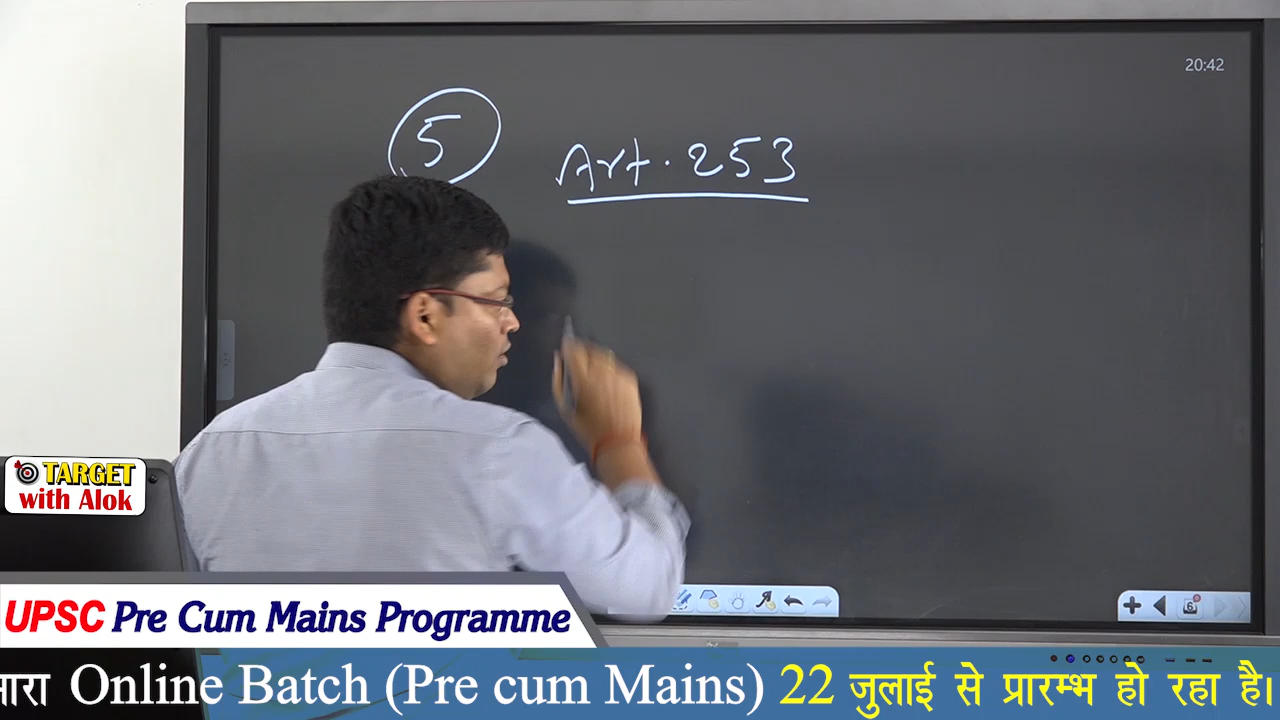 20:42
5
Art. 253
TARGET
with Alok
UPSC Pre Cum Mains Programme
Online Batch (Pre cum Mains) 22 जुलाई से प्रारम्भ हो रहा है।